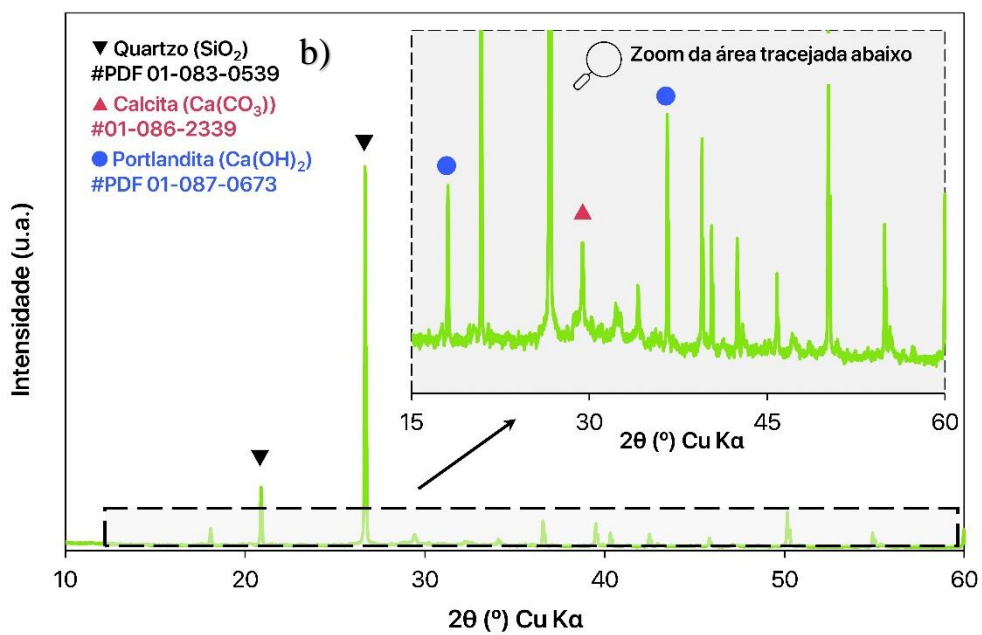 ▼ Quartzo (SiO₂)
#PDF 01-083-0539
▲ Calcita (Ca(CO₃))
#01-086-2339
● Portlandita (Ca(OH)₂)
#PDF 01-087-0673
b)
Zoom da área tracejada abaixo
15 30 45 60
2θ (º) Cu Kα
Intensidade (u.a.)
10 20 30 40 50 60
2θ (º) Cu Kα